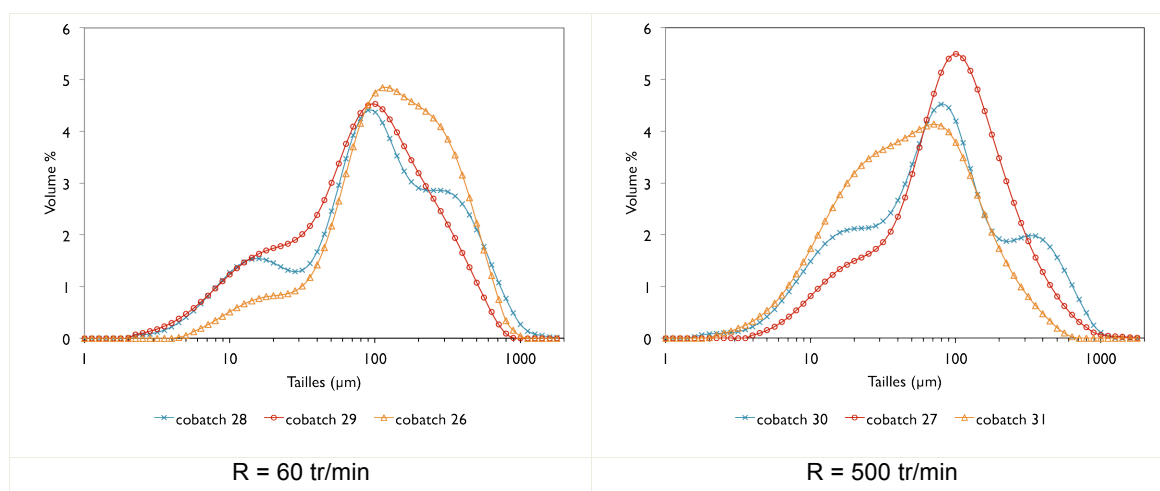 6
5
4
3
2
1
0
Volume %
1 10 100 1000
Tailles (µm)
cobatch 28 cobatch 29 cobatch 26
R = 60 tr/min
6
5
4
3
2
1
0
Volume %
1 10 100 1000
Tailles (µm)
cobatch 30 cobatch 27 cobatch 31
R = 500 tr/min